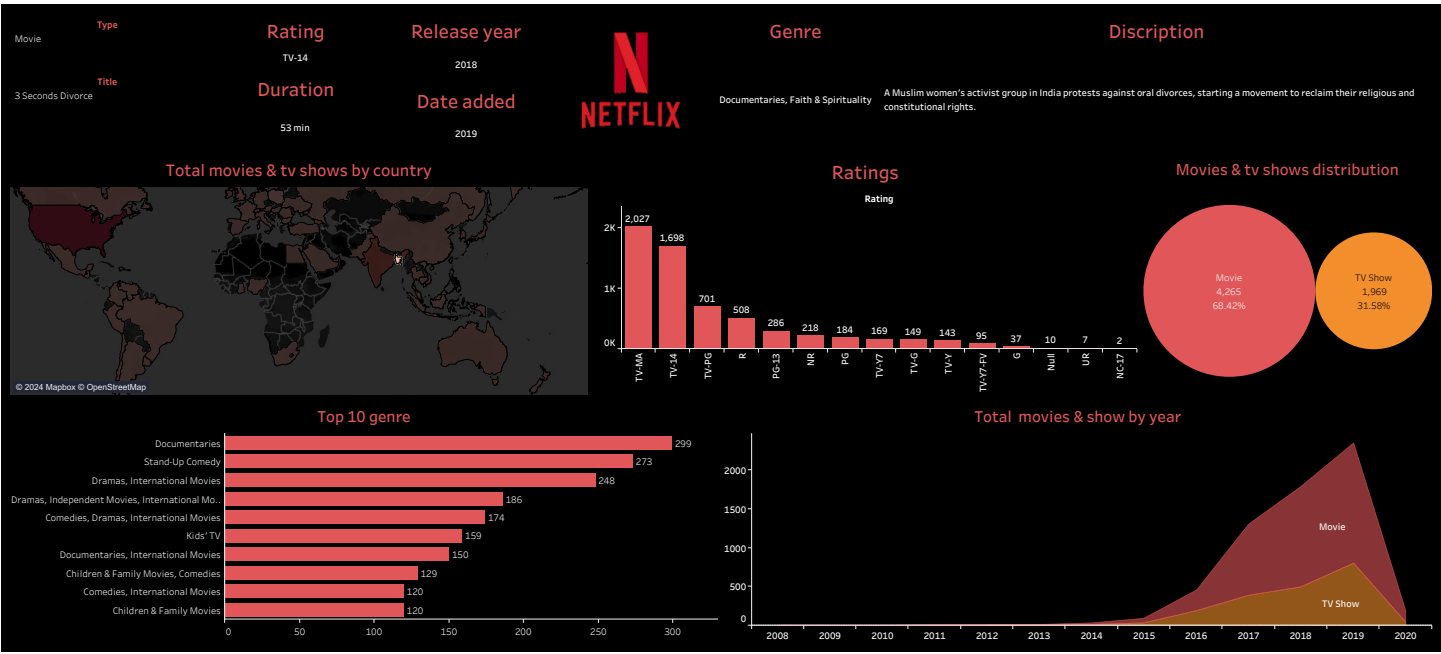 Type
Movie
Title
3 Seconds Divorce
Rating
TV-14
Duration
53 min
Release year
2018
Date added
2019
NETFLIX
Genre
Documentaries, Faith & Spirituality
Discription
A Muslim women's activist group in India protests against oral divorces, starting a movement to reclaim their religious and
constitutional rights.
Total movies & tv shows by country
© 2024 Mapbox © OpenStreetMap
Ratings
Rating
2K
1K
0K
2,027
1,698
701
508
286
218
184
169
149
143
95
37
10
7
2
TV-MA
TV-14
TV-PG
R
PG-13
NR
PG
TV-Y7
TV-G
TV-Y
TV-Y7-FV
G
Null
UR
NC-17
Movies & tv shows distribution
Movie
4,265
68.42%
TV Show
1,969
31.58%
Top 10 genre
Documentaries 299
Stand-Up Comedy 273
Dramas, International Movies 248
Dramas, Independent Movies, International Mo.. 186
Comedies, Dramas, International Movies 174
Kids' TV 159
Documentaries, International Movies 150
Children & Family Movies, Comedies 129
Comedies, International Movies 120
Children & Family Movies 120
0 50 100 150 200 250 300
Total movies & show by year
2000
1500
1000
500
0
Movie
TV Show
2008 2009 2010 2011 2012 2013 2014 2015 2016 2017 2018 2019 2020